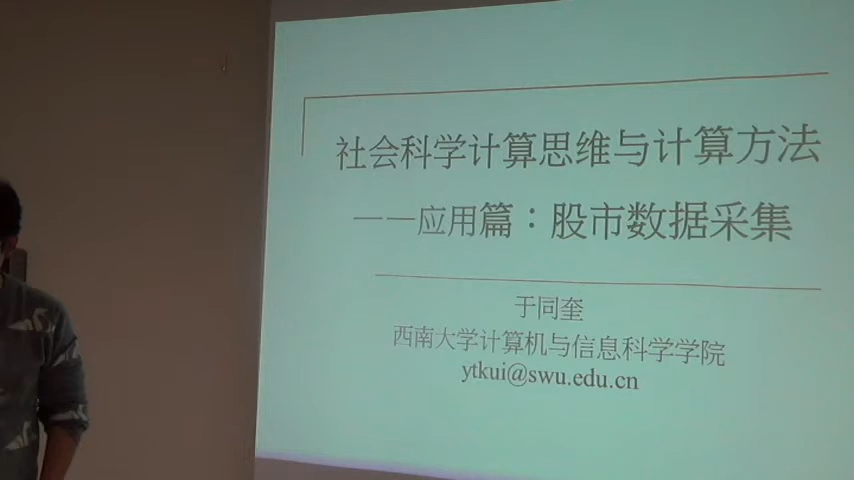 社会科学计算思维与计算方法
——应用篇：股市数据采集
于同奎
西南大学计算机与信息科学学院
ytkui@swu.edu.cn